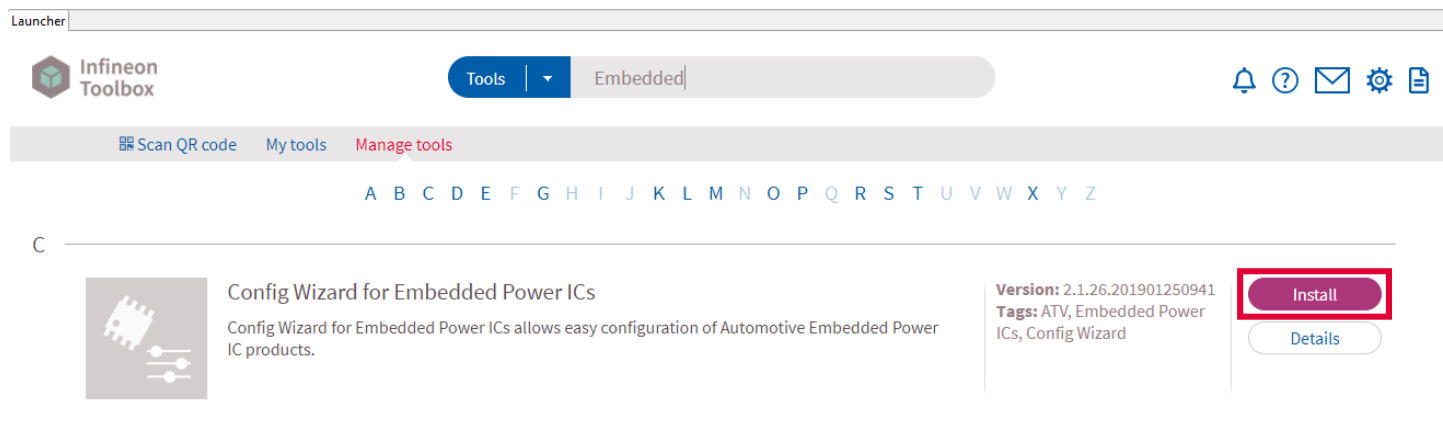 Launcher
Infineon
Toolbox
Tools
Embedded
Scan QR code My tools Manage tools
A B C D E F G H I J K L M N O P Q R S T U V W X Y Z
C
Config Wizard for Embedded Power ICs
Config Wizard for Embedded Power ICs allows easy configuration of Automotive Embedded Power
IC products.
Version: 2.1.26.201901250941
Tags: ATV, Embedded Power
ICs, Config Wizard
Install
Details